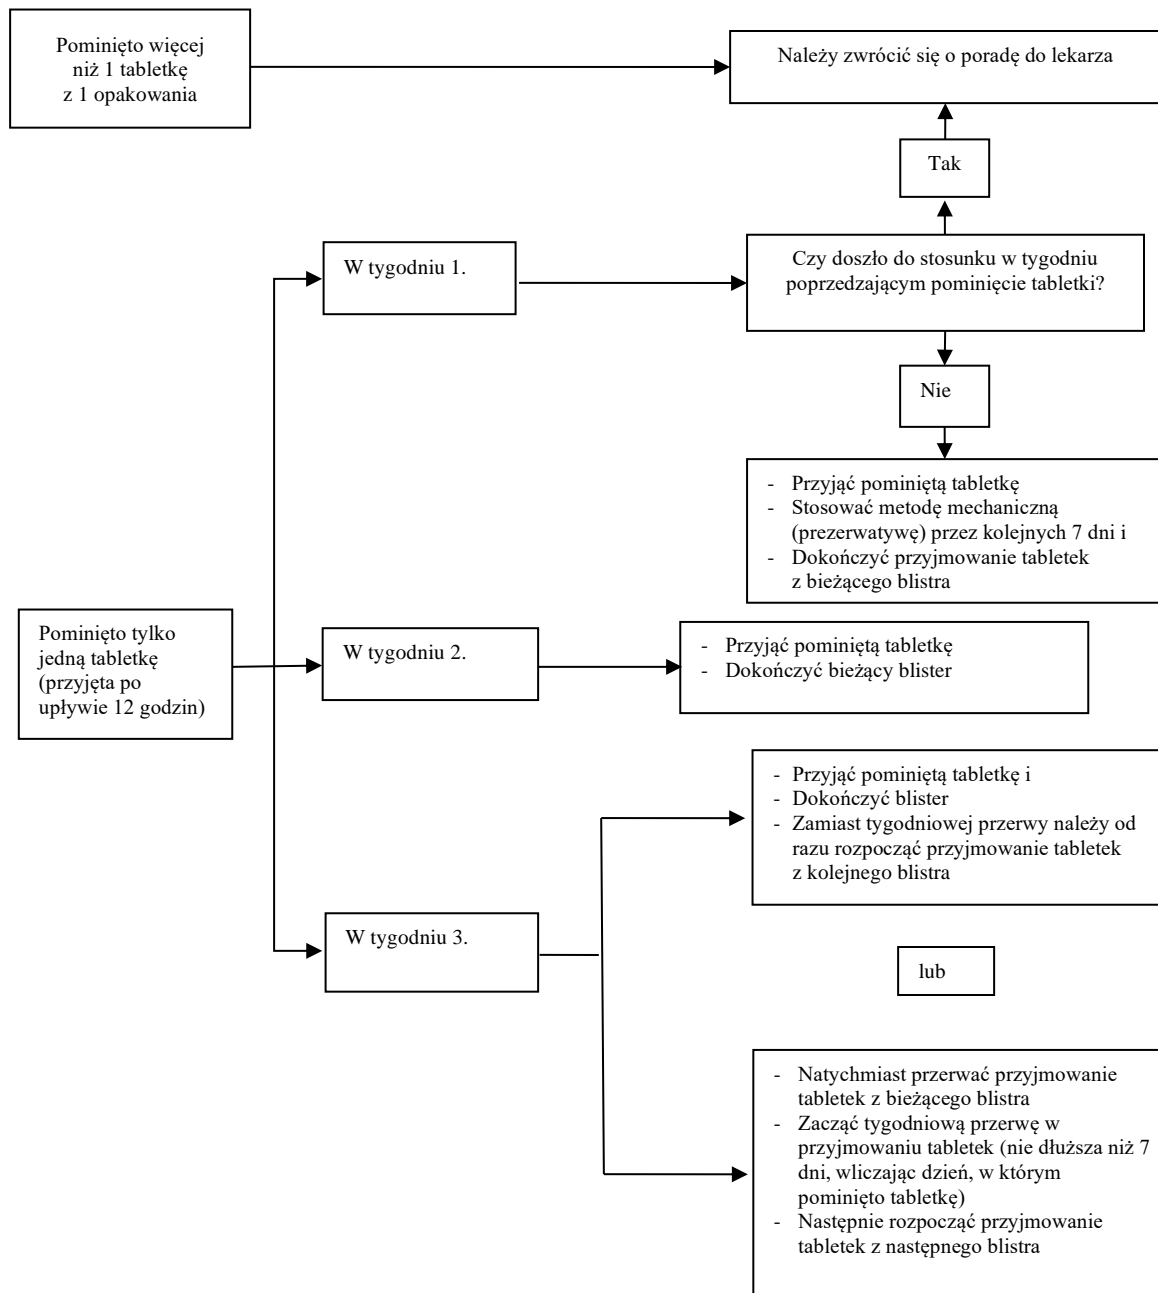 Pominięto więcej
niż 1 tabletkę
z 1 opakowania
Należy zwrócić się o poradę do lekarza
Tak
W tygodniu 1.
Czy doszło do stosunku w tygodniu
poprzedzającym pominięcie tabletki?
Nie
- Przyjąć pominiętą tabletkę
- Stosować metodę mechaniczną
(prezerwatywę) przez kolejnych 7 dni i
- Dokończyć przyjmowanie tabletek
z bieżącego blistra
Pominięto tylko
jedną tabletkę
(przyjęta po
upływie 12 godzin)
W tygodniu 2.
- Przyjąć pominiętą tabletkę
- Dokończyć bieżący blister
- Przyjąć pominiętą tabletkę i
- Dokończyć blister
- Zamiast tygodniowej przerwy należy od
razu rozpocząć przyjmowanie tabletek
z kolejnego blistra
W tygodniu 3.
lub
- Natychmiast przerwać przyjmowanie
tabletek z bieżącego blistra
- Zacząć tygodniową przerwę w
przyjmowaniu tabletek (nie dłuższa niż 7
dni, wliczając dzień, w którym
pominięto tabletkę)
- Następnie rozpocząć przyjmowanie
tabletek z następnego blistra